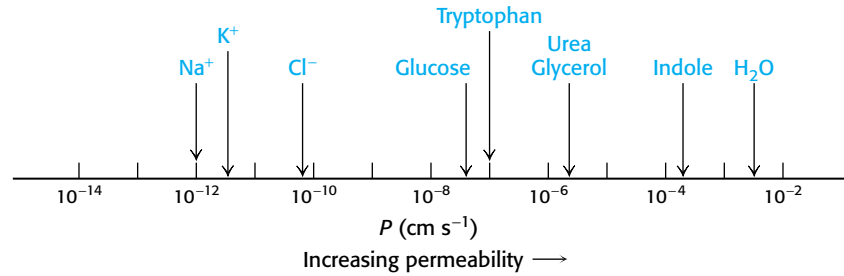 Tryptophan
K⁺
Urea
Na⁺ Cl⁻ Glucose Glycerol Indole H₂O
10⁻¹⁴ 10⁻¹² 10⁻¹⁰ 10⁻⁸ 10⁻⁶ 10⁻⁴ 10⁻²
P (cm s⁻¹)
Increasing permeability ⟶